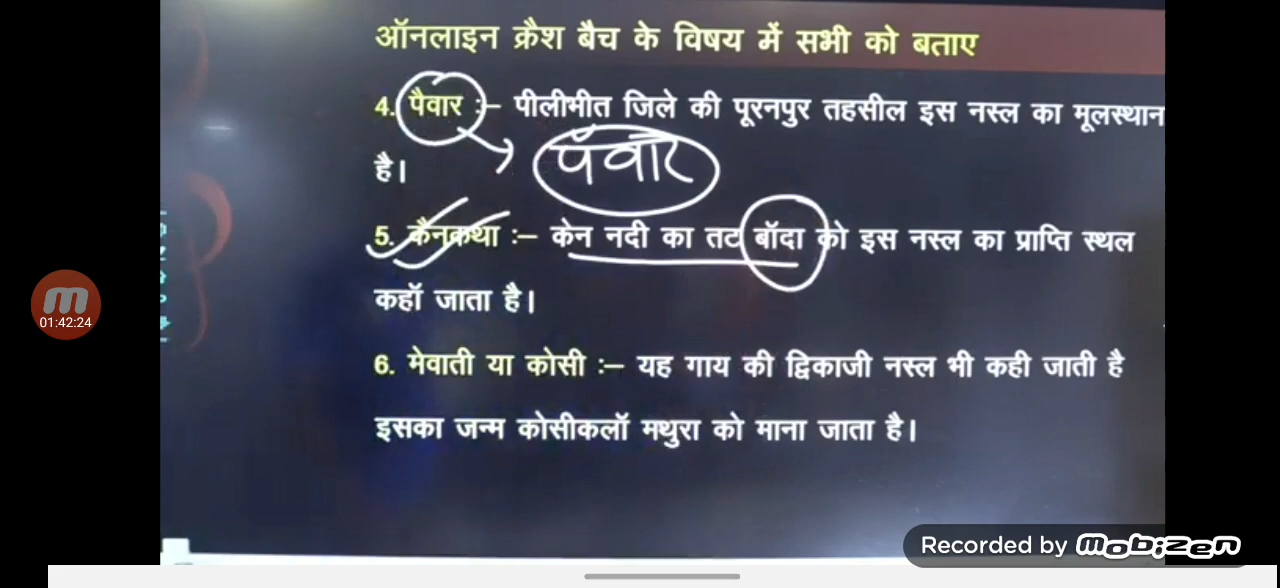 ऑनलाइन क्रैश बैच के विषय में सभी को बताए
4. पैवार :– पीलीभीत जिले की पूरनपुर तहसील इस नस्ल का मूलस्थान
पँवार
है।
5. कैनकथा :– केन नदी का तट बॉदा को इस नस्ल का प्राप्ति स्थल
कहॉ जाता है।
01:42:24
6. मेवाती या कोसी :– यह गाय की द्विकाजी नस्ल भी कही जाती है
इसका जन्म कोसीकलॉ मथुरा को माना जाता है।
Recorded by Mobizen